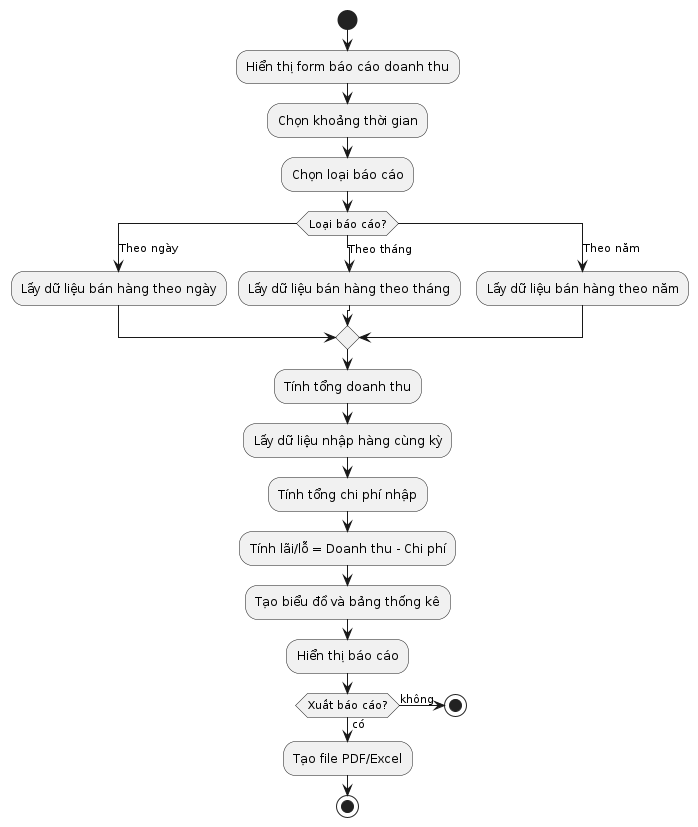 Hiển thị form báo cáo doanh thu
Chọn khoảng thời gian
Chọn loại báo cáo
Loại báo cáo?
Theo ngày
Theo tháng
Theo năm
Lấy dữ liệu bán hàng theo ngày
Lấy dữ liệu bán hàng theo tháng
Lấy dữ liệu bán hàng theo năm
Tính tổng doanh thu
Lấy dữ liệu nhập hàng cùng kỳ
Tính tổng chi phí nhập
Tính lãi/lỗ = Doanh thu - Chi phí
Tạo biểu đồ và bảng thống kê
Hiển thị báo cáo
Xuất báo cáo?
không
có
Tạo file PDF/Excel